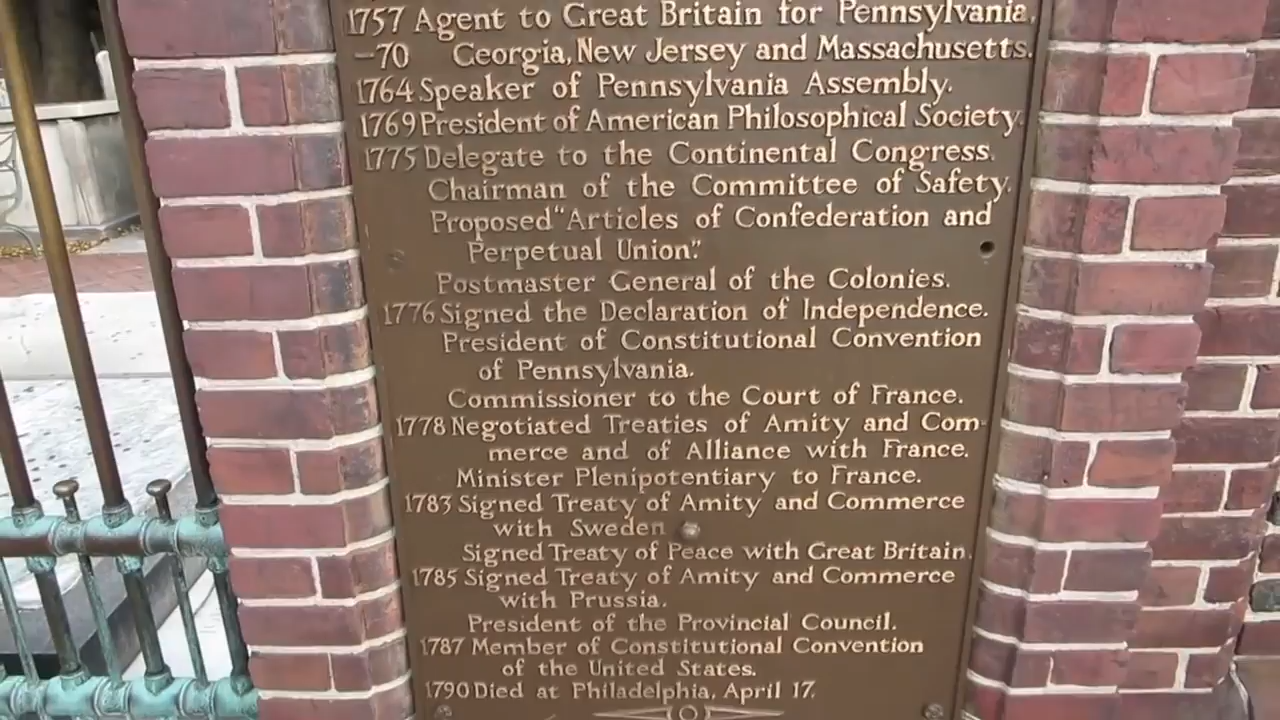 1757 Agent to Great Britain for Pennsylvania,
-70 Georgia, New Jersey and Massachusetts.
1764 Speaker of Pennsylvania Assembly.
1769 President of American Philosophical Society.
1775 Delegate to the Continental Congress.
Chairman of the Committee of Safety.
Proposed "Articles of Confederation and
Perpetual Union".
Postmaster General of the Colonies.
1776 Signed the Declaration of Independence.
President of Constitutional Convention
of Pennsylvania.
Commissioner to the Court of France.
1778 Negotiated Treaties of Amity and Com-
merce and of Alliance with France.
Minister Plenipotentiary to France.
1783 Signed Treaty of Amity and Commerce
with Sweden
Signed Treaty of Peace with Great Britain.
1785 Signed Treaty of Amity and Commerce
with Prussia.
President of the Provincial Council.
1787 Member of Constitutional Convention
of the United States.
1790 Died at Philadelphia, April 17.